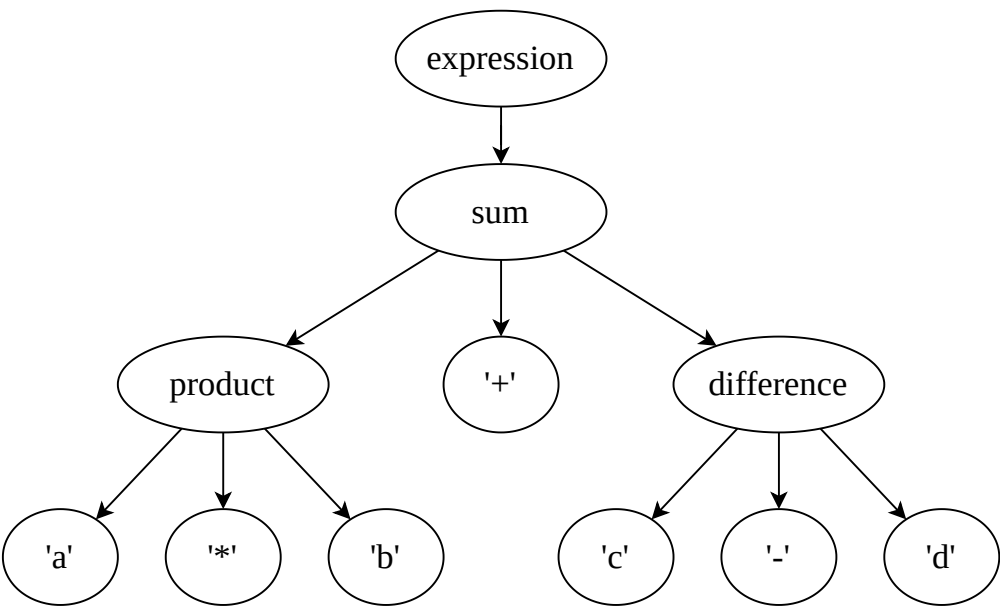 expression
sum
product
'+'
difference
'a'
'*'
'b'
'c'
'-'
'd'